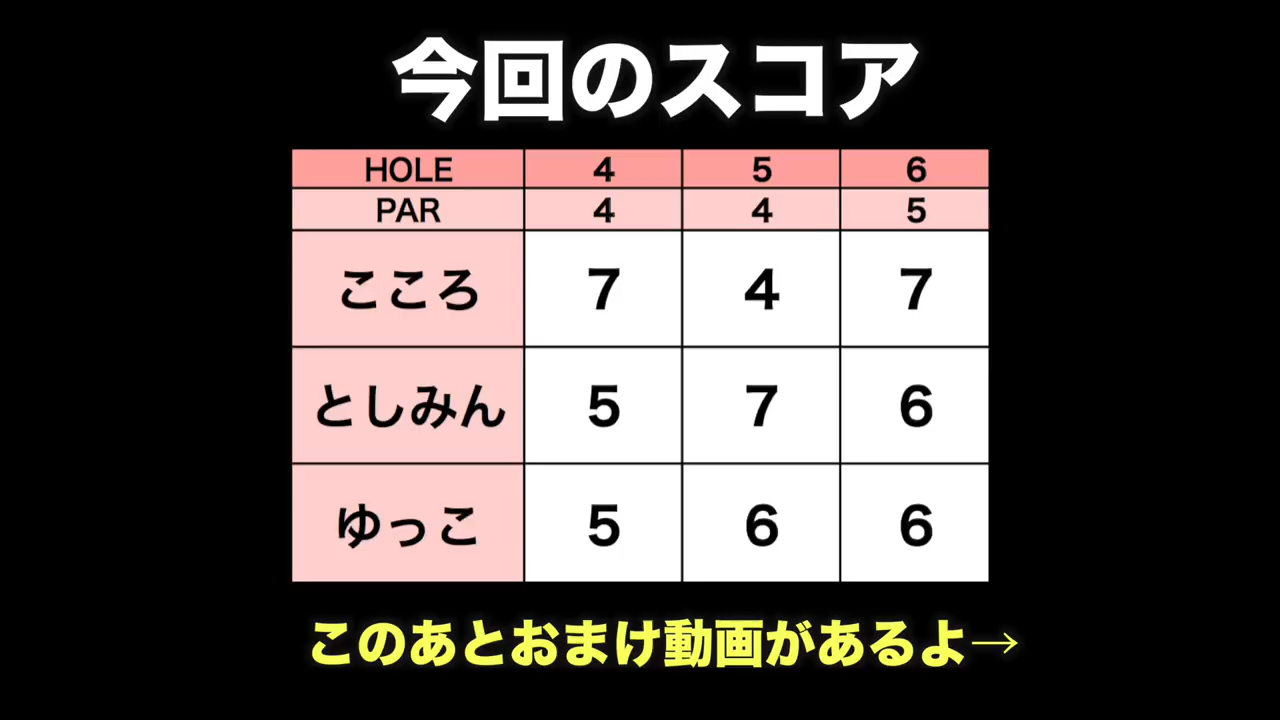 今回のスコア
HOLE 4 5 6
PAR 4 4 5
こころ 7 4 7
としみん 5 7 6
ゆっこ 5 6 6
このあとおまけ動画があるよ→